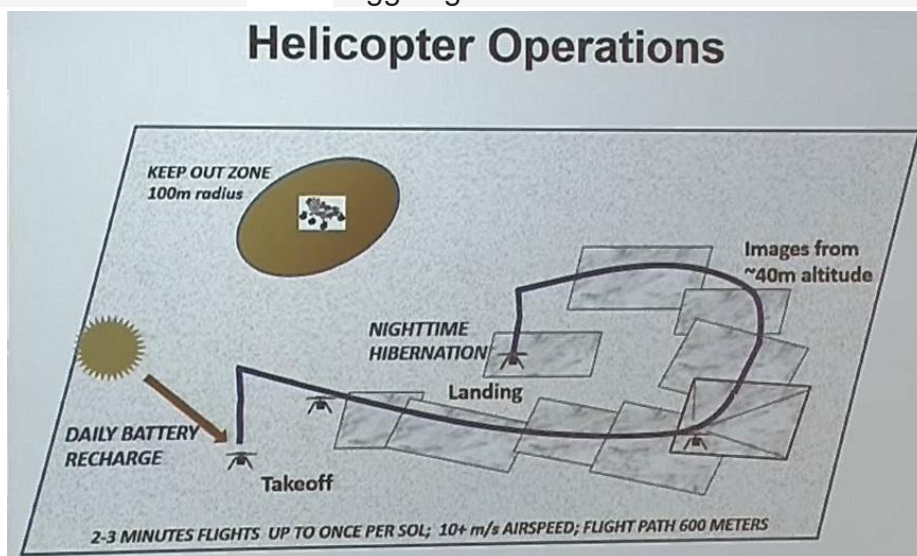 Helicopter Operations
KEEP OUT ZONE
100m radius
Images from
~40m altitude
NIGHTTIME
HIBERNATION
Landing
DAILY BATTERY
RECHARGE
Takeoff
2-3 MINUTES FLIGHTS UP TO ONCE PER SOL; 10+ m/s AIRSPEED; FLIGHT PATH 600 METERS